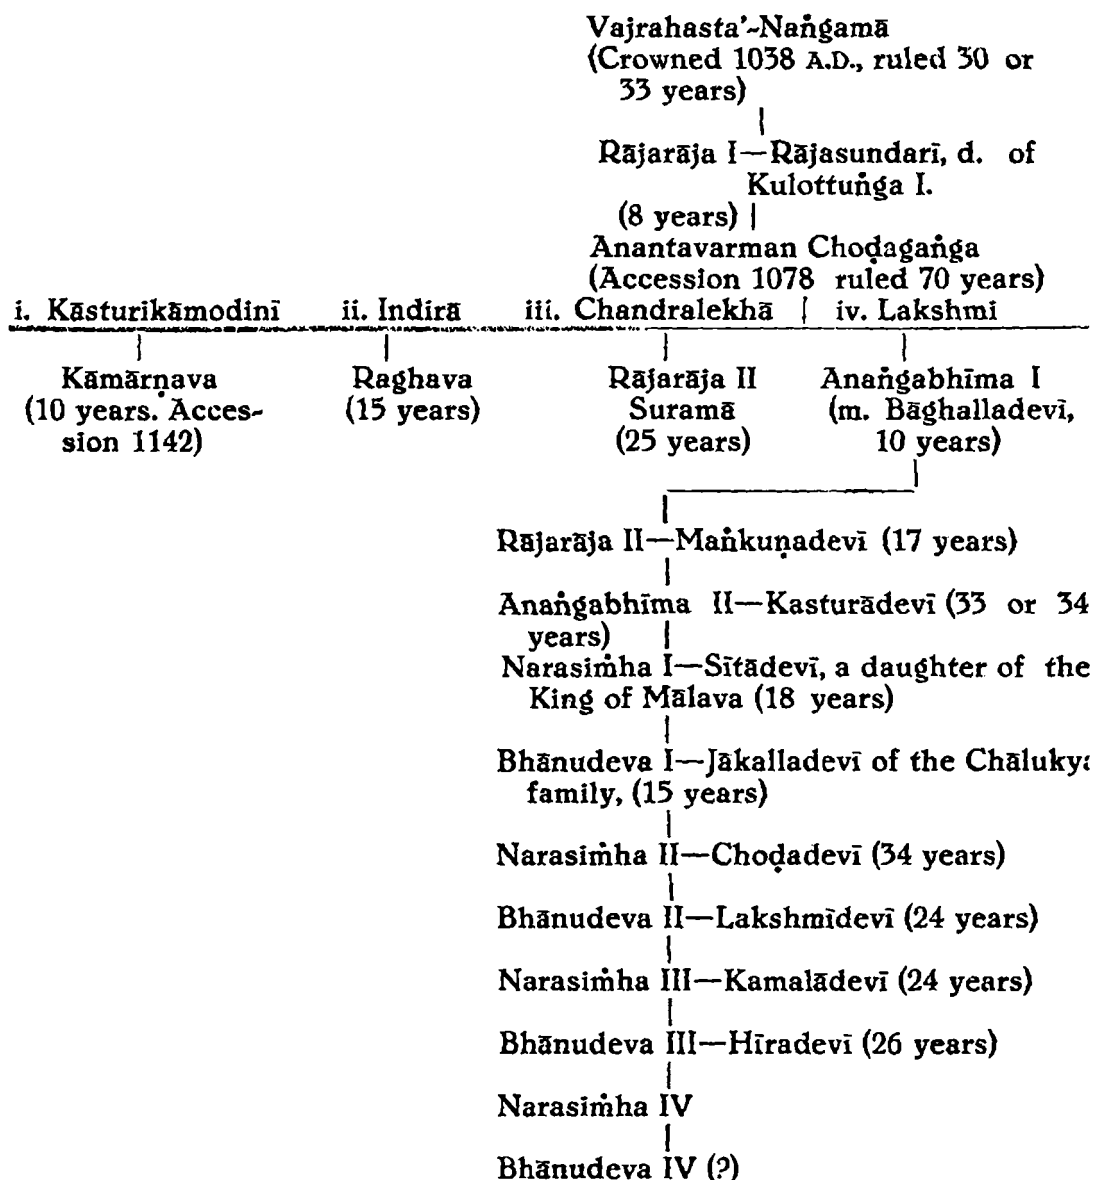 Vajrahasta'-Naṅgamā
(Crowned 1038 A.D., ruled 30 or
33 years)
Rājarāja I—Rājasundarī, d. of
Kulottuṅga I.
(8 years)
Anantavarman Choḍagaṅga
(Accession 1078 ruled 70 years)
i. Kāsturikāmodinī ii. Indirā iii. Chandralekhā iv. Lakshmi
Kāmārṇava Raghava Rājarāja II Anaṅgabhīma I
(10 years. Acces- (15 years) Suramā (m. Bāghalladevī,
sion 1142) (25 years) 10 years)
Rājarāja II—Maṅkuṇadevī (17 years)
Anaṅgabhīma II—Kasturādevī (33 or 34
years)
Narasiṁha I—Sītādevī, a daughter of the
King of Mālava (18 years)
Bhānudeva I—Jākalladevī of the Chāluky
family, (15 years)
Narasiṁha II—Choḍadevī (34 years)
Bhānudeva II—Lakshmīdevī (24 years)
Narasiṁha III—Kamalādevī (24 years)
Bhānudeva III—Hīradevī (26 years)
Narasiṁha IV
Bhānudeva IV (?)